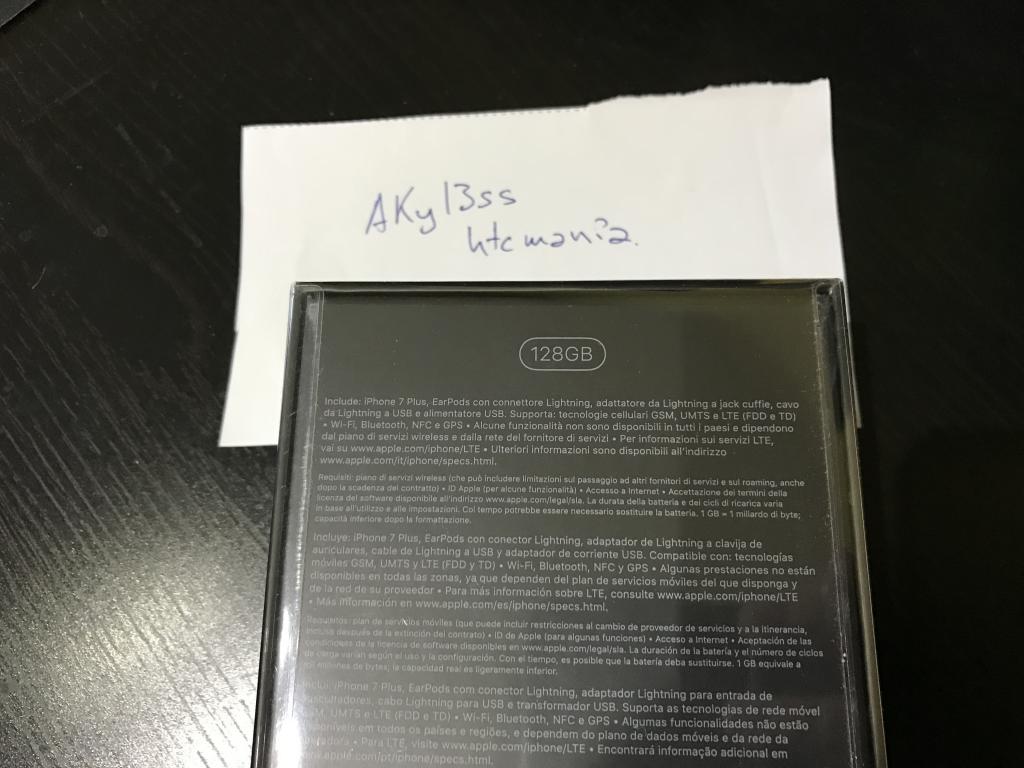 AKyl3ss
htcmania.
128GB
Include: iPhone 7 Plus, EarPods con connettore Lightning, adattatore da Lightning a jack cuffie, cavo
da Lightning a USB e alimentatore USB. Supporta: tecnologie cellulari GSM, UMTS e LTE (FDD e TD)
• Wi-Fi, Bluetooth, NFC e GPS • Alcune funzionalità non sono disponibili in tutti i paesi e dipendono
dal piano di servizi wireless e dalla rete del fornitore di servizi • Per informazioni sui servizi LTE,
vai su www.apple.com/iphone/LTE • Ulteriori informazioni sono disponibili all'indirizzo
www.apple.com/it/iphone/specs.html.
Requisiti: piano di servizi wireless (che può includere limitazioni sul passaggio ad altri fornitori di servizi e sul roaming, anche
dopo la scadenza del contratto) • ID Apple (per alcune funzionalità) • Accesso a Internet • Accettazione dei termini della
licenza del software disponibile all'indirizzo www.apple.com/legal/sla. La durata della batteria e dei cicli di ricarica varia
in base all'utilizzo e alle impostazioni. Col tempo potrebbe essere necessario sostituire la batteria. 1 GB = 1 miliardo di byte;
capacità inferiore dopo la formattazione.
Incluye: iPhone 7 Plus, EarPods con conector Lightning, adaptador de Lightning a clavija de
auriculares, cable de Lightning a USB y adaptador de corriente USB. Compatible con: tecnologías
móviles GSM, UMTS y LTE (FDD y TD) • Wi-Fi, Bluetooth, NFC y GPS • Algunas prestaciones no están
disponibles en todas las zonas, ya que dependen del plan de servicios móviles del que disponga y
de la red de su proveedor • Para más información sobre LTE, consulte www.apple.com/iphone/LTE
• Más información en www.apple.com/es/iphone/specs.html.
Requisitos: plan de servicios móviles (que puede incluir restricciones al cambio de proveedor de servicios y a la itinerancia,
incluso después de la extinción del contrato) • ID de Apple (para algunas funciones) • Acceso a Internet • Aceptación de las
condiciones de la licencia de software disponibles en www.apple.com/legal/sla. La duración de la batería y el número de ciclos
de carga varían según el uso y la configuración. Con el tiempo, es posible que la batería deba sustituirse. 1 GB equivale a
mil millones de bytes; la capacidad real es ligeramente inferior.
Inclui: iPhone 7 Plus, EarPods com conector Lightning, adaptador Lightning para entrada de
auscultadores, cabo Lightning para USB e transformador USB. Suporta as tecnologias de rede móvel
GSM, UMTS e LTE (FDD e TD) • Wi-Fi, Bluetooth, NFC e GPS • Algumas funcionalidades não estão
disponíveis em todos os países e regiões, e dependem do plano de dados móveis e da rede da
operadora • Para LTE, visite www.apple.com/iphone/LTE • Encontrará informação adicional em
www.apple.com/pt/iphone/specs.html.